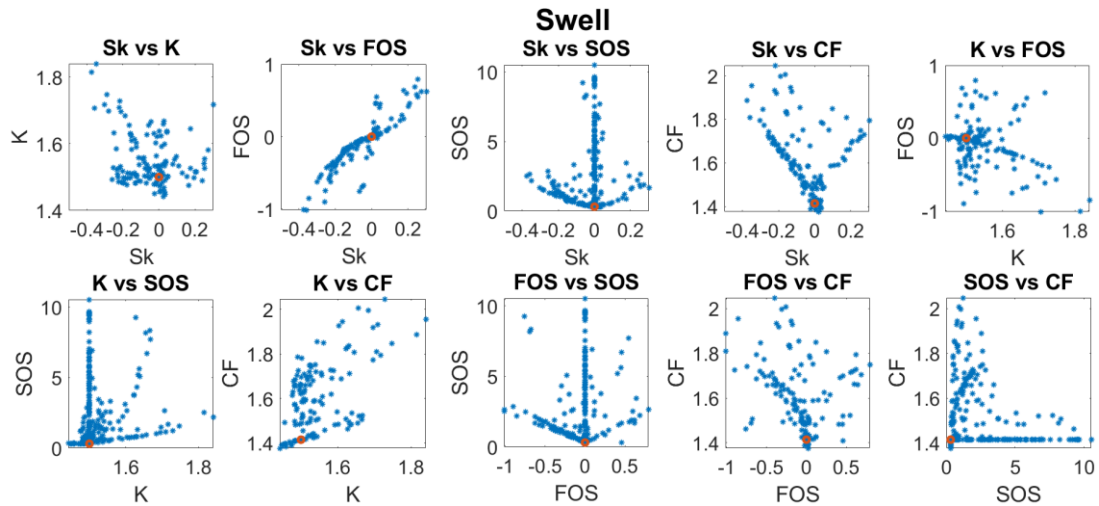 Swell
Sk vs K
Sk vs FOS
Sk vs SOS
Sk vs CF
K vs FOS
1.8
1.6
1.4
K
-0.4 -0.2 0 0.2
Sk
1
0
-1
FOS
-0.4 -0.2 0 0.2
Sk
10
5
0
SOS
-0.4 -0.2 0 0.2
Sk
2
1.8
1.6
1.4
CF
-0.4 -0.2 0 0.2
Sk
1
0
-1
FOS
1.6 1.8
K
K vs SOS
K vs CF
FOS vs SOS
FOS vs CF
SOS vs CF
10
5
0
SOS
1.6 1.8
K
2
1.8
1.6
1.4
CF
1.6 1.8
K
10
5
0
SOS
-1 -0.5 0 0.5
FOS
2
1.8
1.6
1.4
CF
-1 -0.5 0 0.5
FOS
2
1.8
1.6
1.4
CF
0 5 10
SOS